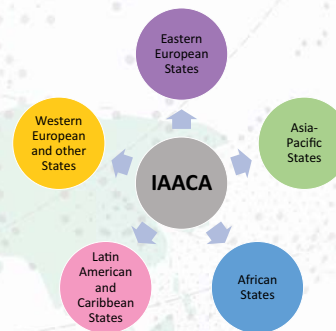 Eastern
European
States
Western
European
and other
States
Asia-
Pacific
States
IAACA
Latin
American
and
Caribbean
States
African
States